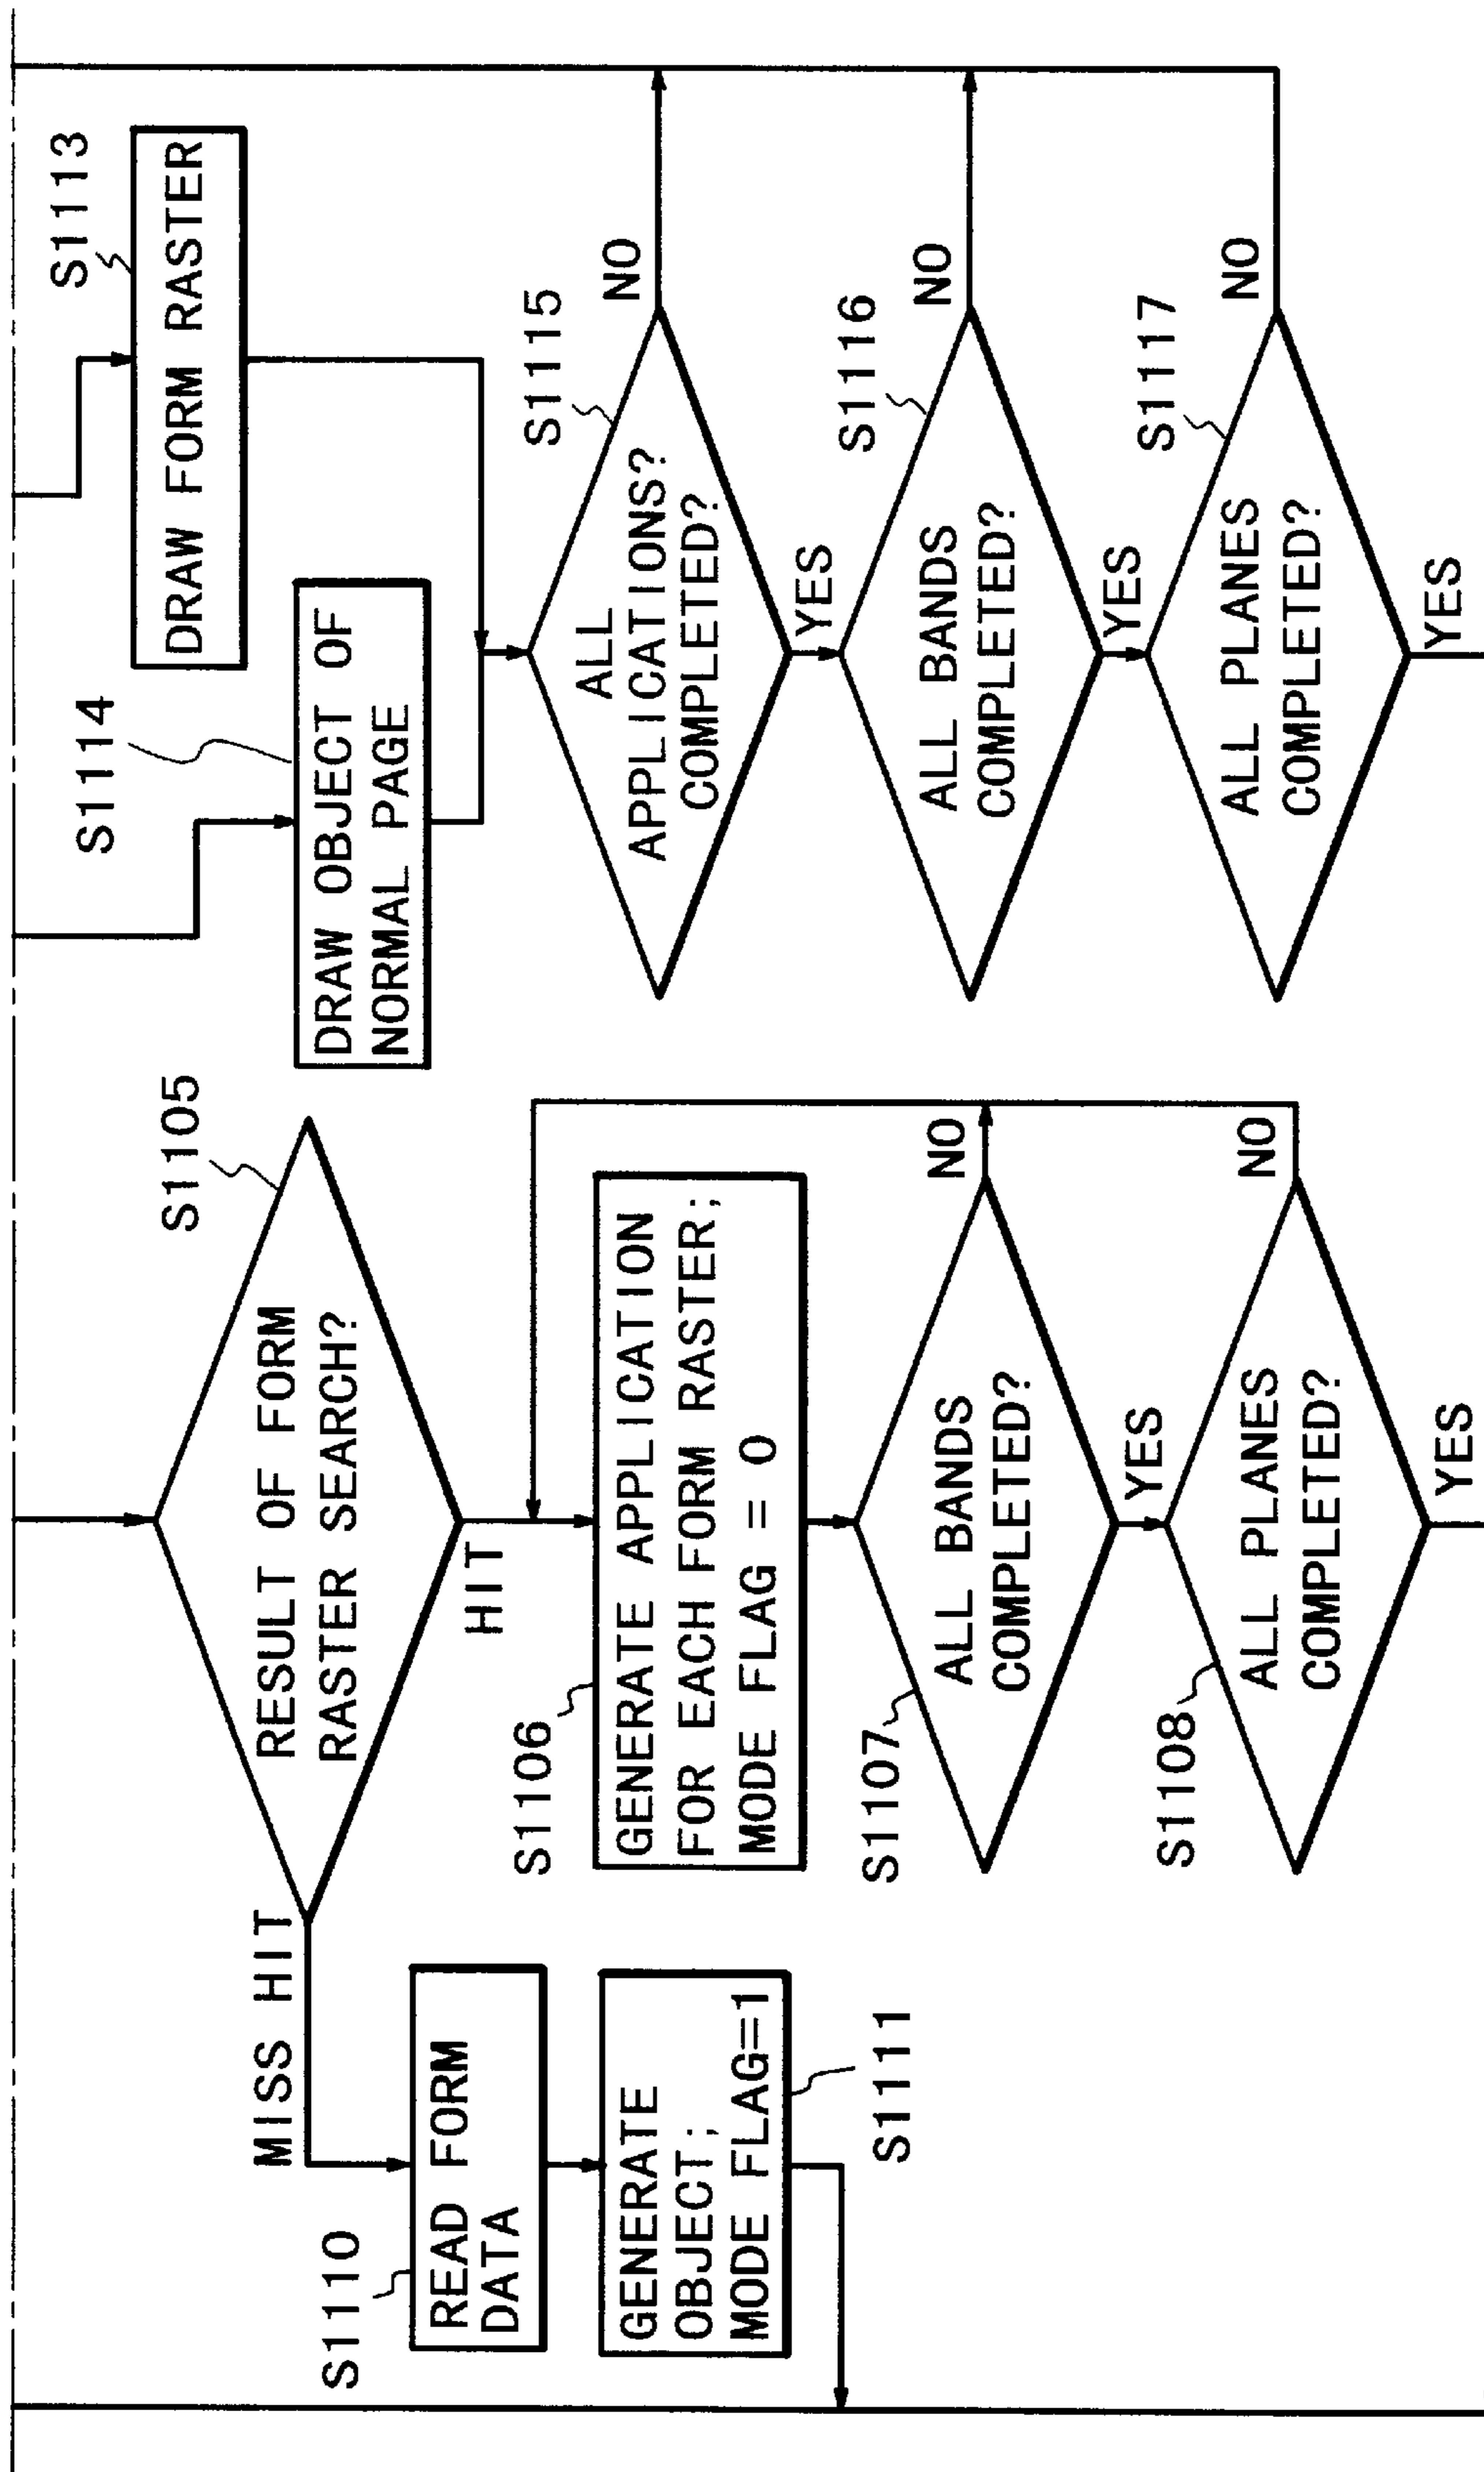 S1105
RESULT OF FORM
RASTER SEARCH?
MISS HIT
HIT
S1110
READ FORM
DATA
GENERATE
OBJECT;
MODE FLAG=1
S1111
S1106
GENERATE APPLICATION
FOR EACH FORM RASTER;
MODE FLAG = 0
S1107
ALL BANDS
COMPLETED?
NO
YES
S1108
ALL PLANES
COMPLETED?
NO
YES
S1113
DRAW FORM RASTER
S1114
DRAW OBJECT OF
NORMAL PAGE
S1115
ALL
APPLICATIONS?
COMPLETED?
NO
YES
S1116
ALL BANDS
COMPLETED?
NO
YES
S1117
ALL PLANES
COMPLETED?
NO
YES